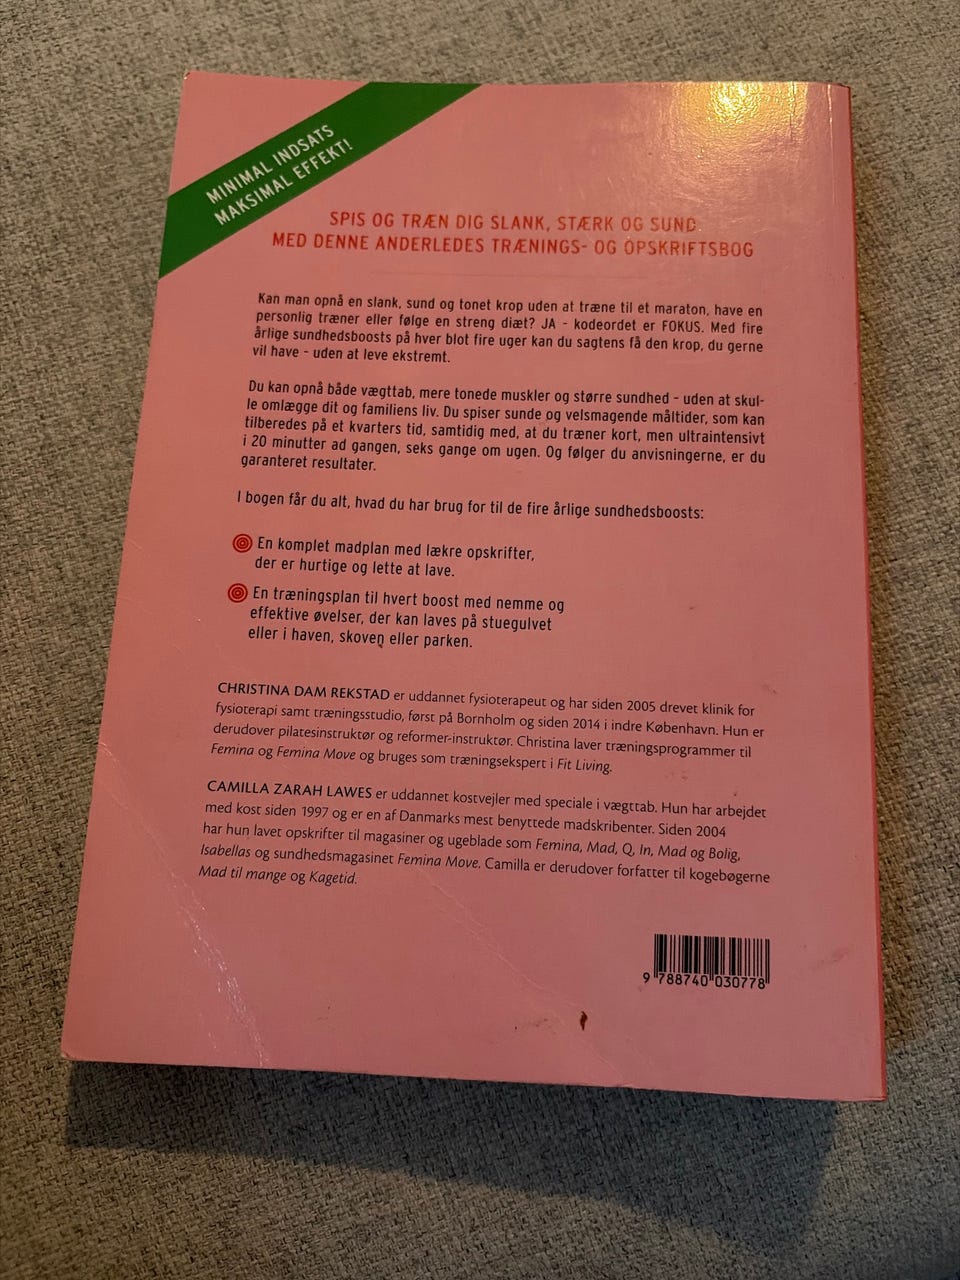 MINIMAL INDSATS
MAKSIMAL EFFEKT!
SPIS OG TRÆN DIG SLANK, STÆRK OG SUND
MED DENNE ANDERLEDES TRÆNINGS- OG OPSKRIFTSBOG
Kan man opnå en slank, sund og tonet krop uden at træne til et maraton, have en
personlig træner eller følge en streng diæt? JA – kodeordet er FOKUS. Med fire
årlige sundhedsboosts på hver blot fire uger kan du sagtens få den krop, du gerne
vil have – uden at leve ekstremt.
Du kan opnå både vægttab, mere tonede muskler og større sundhed – uden at skul-
le omlægge dit og familiens liv. Du spiser sunde og velsmagende måltider, som kan
tilberedes på et kvarters tid, samtidig med, at du træner kort, men ultraintensivt
i 20 minutter ad gangen, seks gange om ugen. Og følger du anvisningerne, er du
garanteret resultater.
I bogen får du alt, hvad du har brug for til de fire årlige sundhedsboosts:
En komplet madplan med lækre opskrifter,
der er hurtige og lette at lave.
En træningsplan til hvert boost med nemme og
effektive øvelser, der kan laves på stuegulvet
eller i haven, skoven eller parken.
CHRISTINA DAM REKSTAD er uddannet fysioterapeut og har siden 2005 drevet klinik for
fysioterapi samt træningsstudio, først på Bornholm og siden 2014 i indre København. Hun er
derudover pilatesinstruktør og reformer-instruktør. Christina laver træningsprogrammer til
Femina og Femina Move og bruges som træningsekspert i Fit Living.
CAMILLA ZARAH LAWES er uddannet kostvejler med speciale i vægttab. Hun har arbejdet
med kost siden 1997 og er en af Danmarks mest benyttede madskribenter. Siden 2004
har hun lavet opskrifter til magasiner og ugeblade som Femina, Mad, Q, In, Mad og Bolig,
Isabellas og sundhedsmagasinet Femina Move. Camilla er derudover forfatter til kogebøgerne
Mad til mange og Kagetid.
9 788740 030778